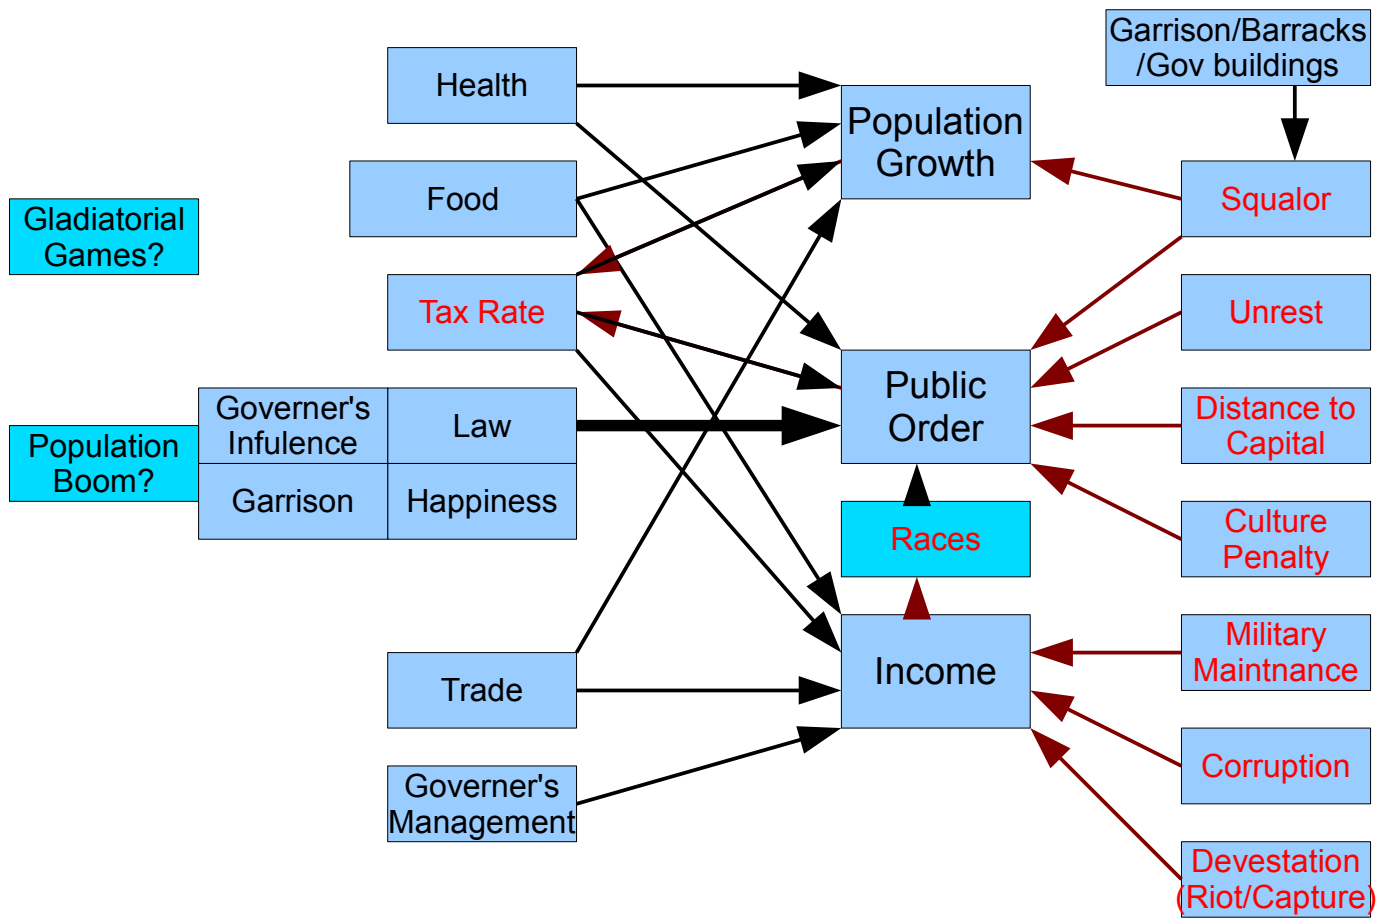 Garrison/Barracks
/Gov buildings
Health
Population
Growth
Food
Squalor
Gladiatorial
Games?
Tax Rate
Unrest
Public
Order
Governer's
Infulence
Law
Distance to
Capital
Population
Boom?
Garrison
Happiness
Races
Culture
Penalty
Military
Maintnance
Income
Trade
Corruption
Governer's
Management
Devestation
(Riot/Capture)